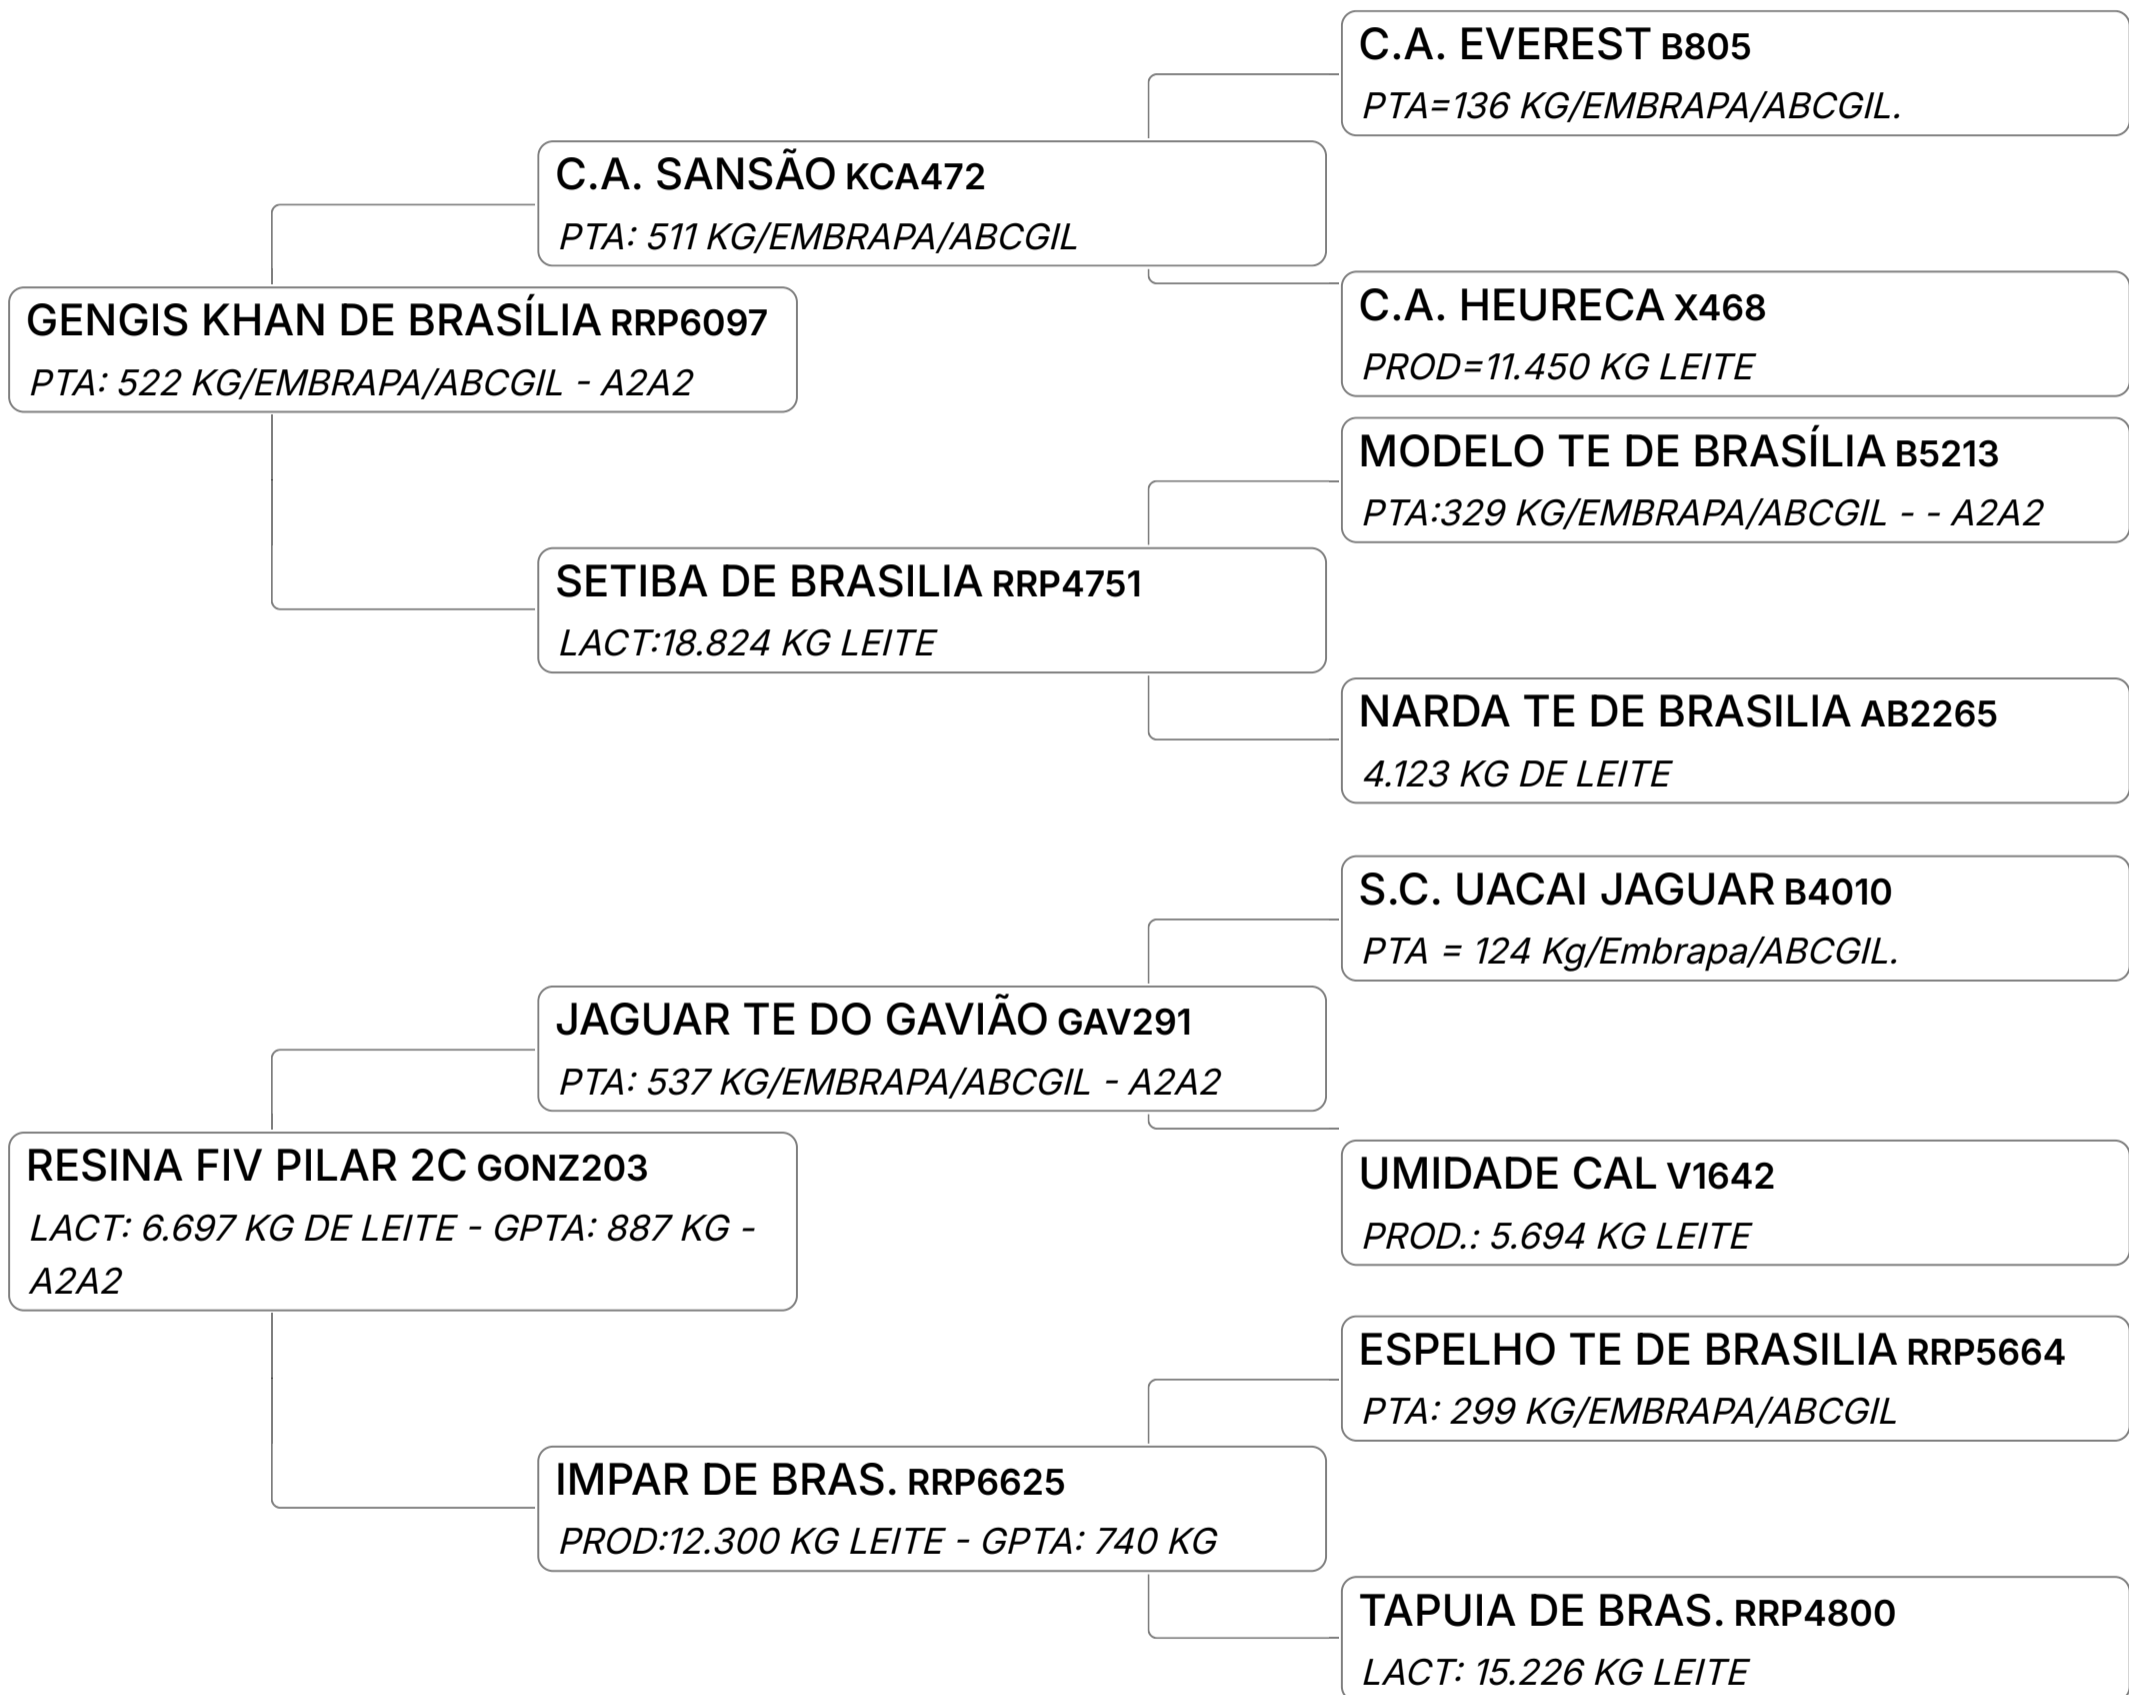 C.A. EVEREST B805
PTA=136 KG/EMBRAPA/ABCGIL.
C.A. SANSÃO KCA472
PTA: 511 KG/EMBRAPA/ABCGIL
C.A. HEURECA X468
PROD=11.450 KG LEITE
GENGIS KHAN DE BRASÍLIA RRP6097
PTA: 522 KG/EMBRAPA/ABCGIL - A2A2
MODELO TE DE BRASÍLIA B5213
PTA:329 KG/EMBRAPA/ABCGIL - - A2A2
SETIBA DE BRASILIA RRP4751
LACT:18.824 KG LEITE
NARDA TE DE BRASILIA AB2265
4.123 KG DE LEITE
S.C. UACAI JAGUAR B4010
PTA = 124 Kg/Embrapa/ABCGIL.
JAGUAR TE DO GAVIÃO GAV291
PTA: 537 KG/EMBRAPA/ABCGIL - A2A2
UMIDADE CAL V1642
PROD.: 5.694 KG LEITE
RESINA FIV PILAR 2C GONZ203
LACT: 6.697 KG DE LEITE - GPTA: 887 KG -
A2A2
ESPELHO TE DE BRASILIA RRP5664
PTA: 299 KG/EMBRAPA/ABCGIL
IMPAR DE BRAS. RRP6625
PROD:12.300 KG LEITE - GPTA: 740 KG
TAPUIA DE BRAS. RRP4800
LACT: 15.226 KG LEITE